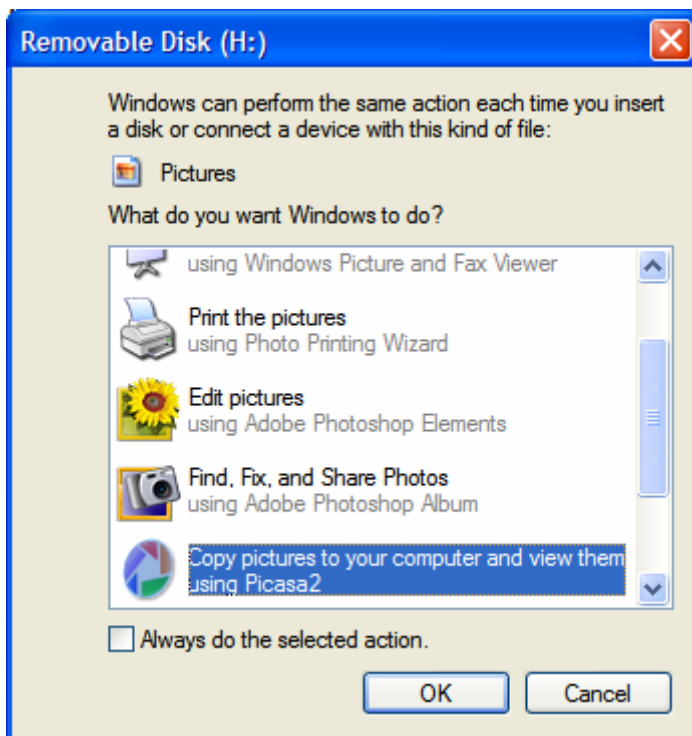 Removable Disk (H:)
Windows can perform the same action each time you insert
a disk or connect a device with this kind of file:
Pictures
What do you want Windows to do?
using Windows Picture and Fax Viewer
Print the pictures
using Photo Printing Wizard
Edit pictures
using Adobe Photoshop Elements
Find, Fix, and Share Photos
using Adobe Photoshop Album
Copy pictures to your computer and view them
using Picasa2
Always do the selected action.
OK
Cancel